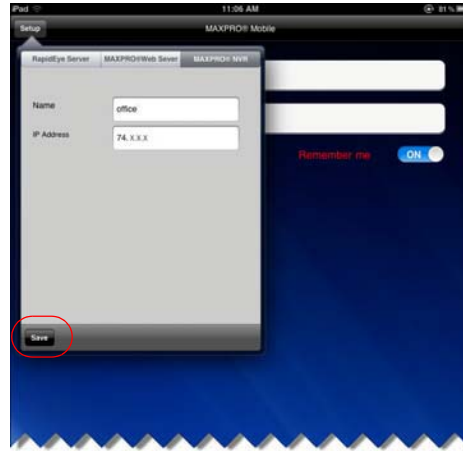 iPad 11:06 AM 81%
Setup MAXPRO® Mobile
RapidEye Server MAXPRO®Web Sever MAXPRO® NVR
Name office
IP Address 74. X.X.X
Remember me ON
Save